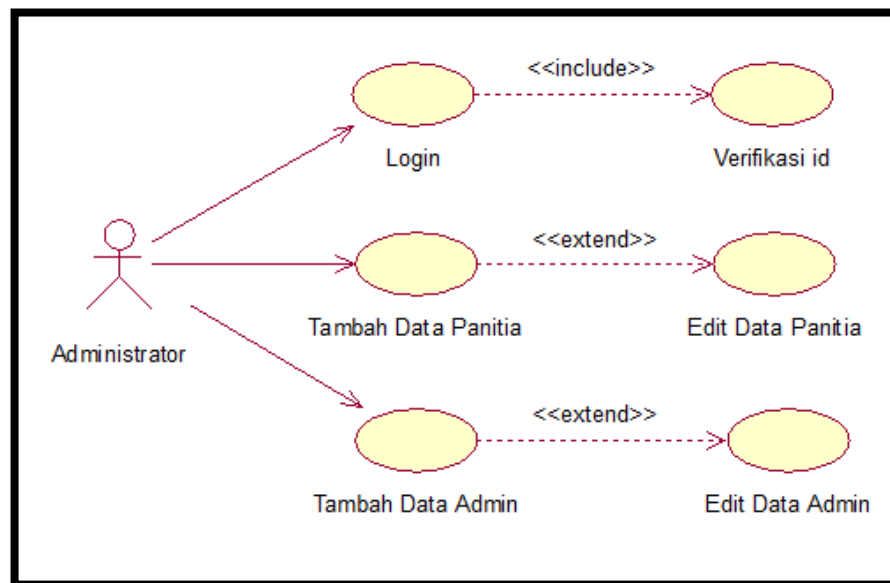 <<include>>
Login
Verifikasi id
<<extend>>
Tambah Data Panitia
Edit Data Panitia
Administrator
<<extend>>
Tambah Data Admin
Edit Data Admin